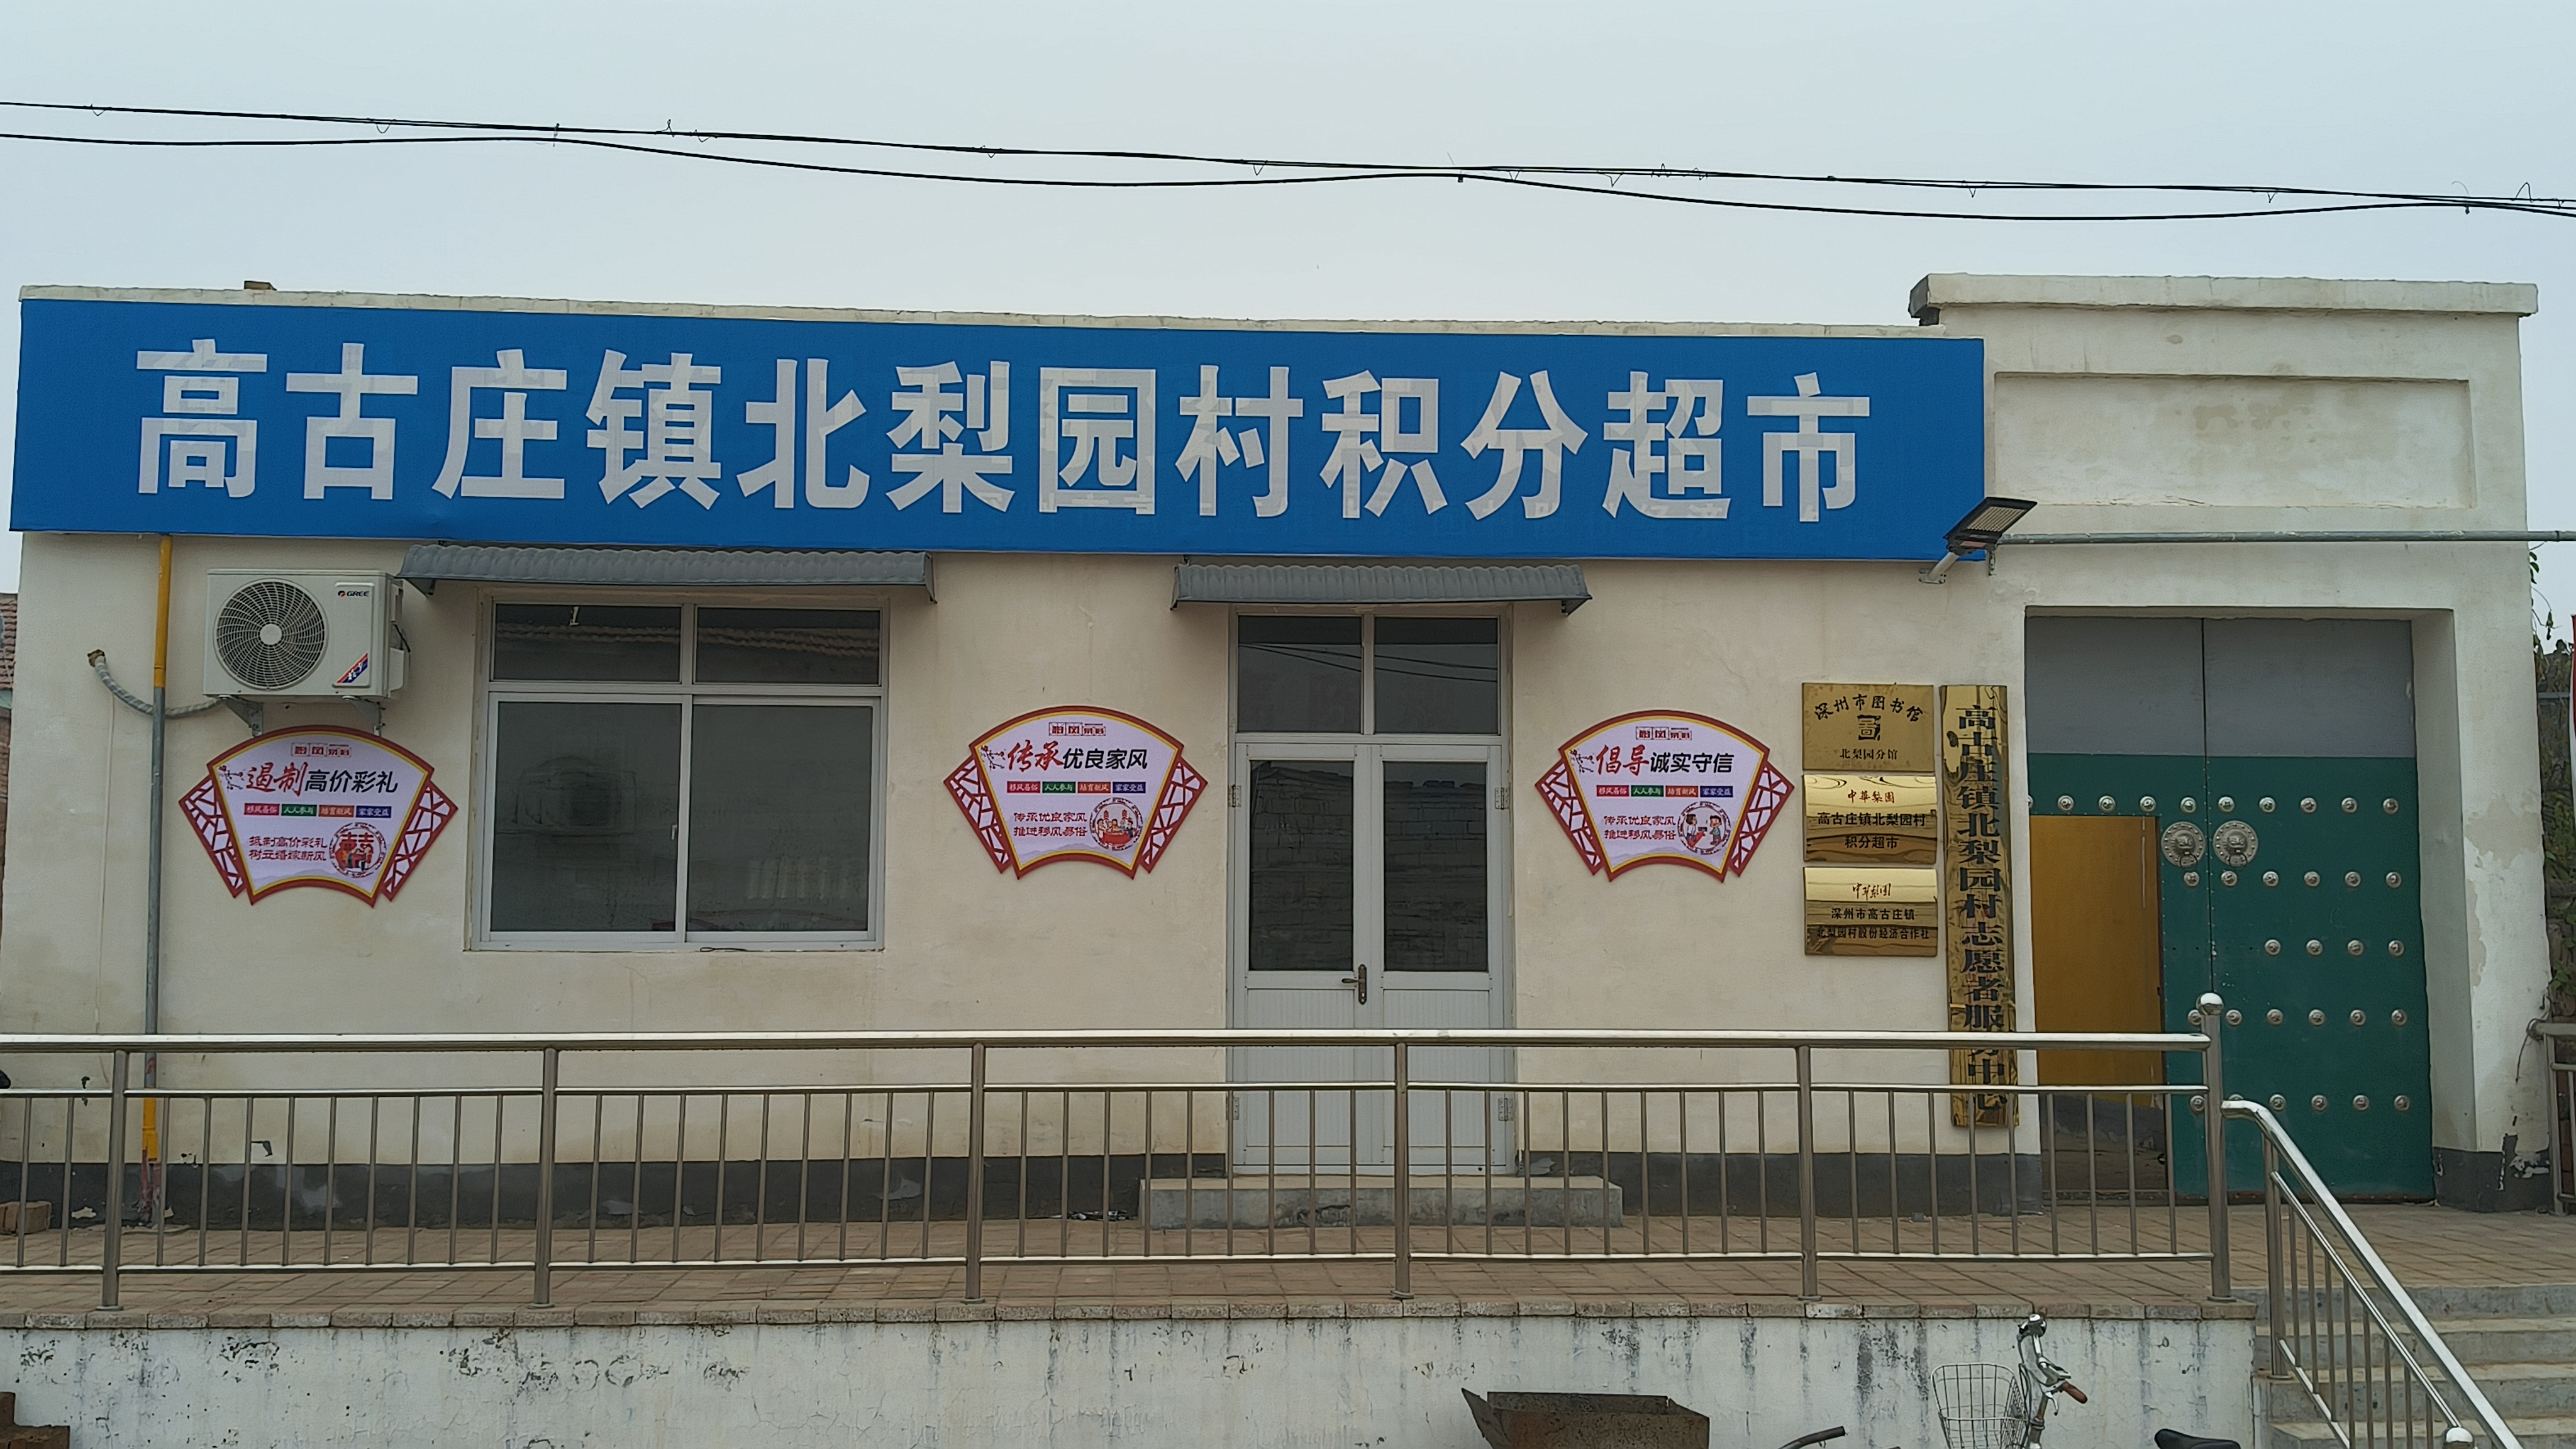 高古庄镇北梨园村积分超市
GREE
遏制高价彩礼
移风易俗 人人参与 培育新风 家家受益
抵制高价彩礼
树立婚嫁新风
传承优良家风
移风易俗 人人参与 培育新风 家家受益
传承优良家风
推进移风易俗
倡导诚实守信
移风易俗 人人参与 培育新风 家家受益
传承优良家风
推进移风易俗
深州市图书馆
北梨园分馆
中华梨园
高古庄镇北梨园村
积分超市
中华梨园
深州市高古庄镇
北梨园村股份经济合作社
高古庄镇北梨园村志愿者服务中心